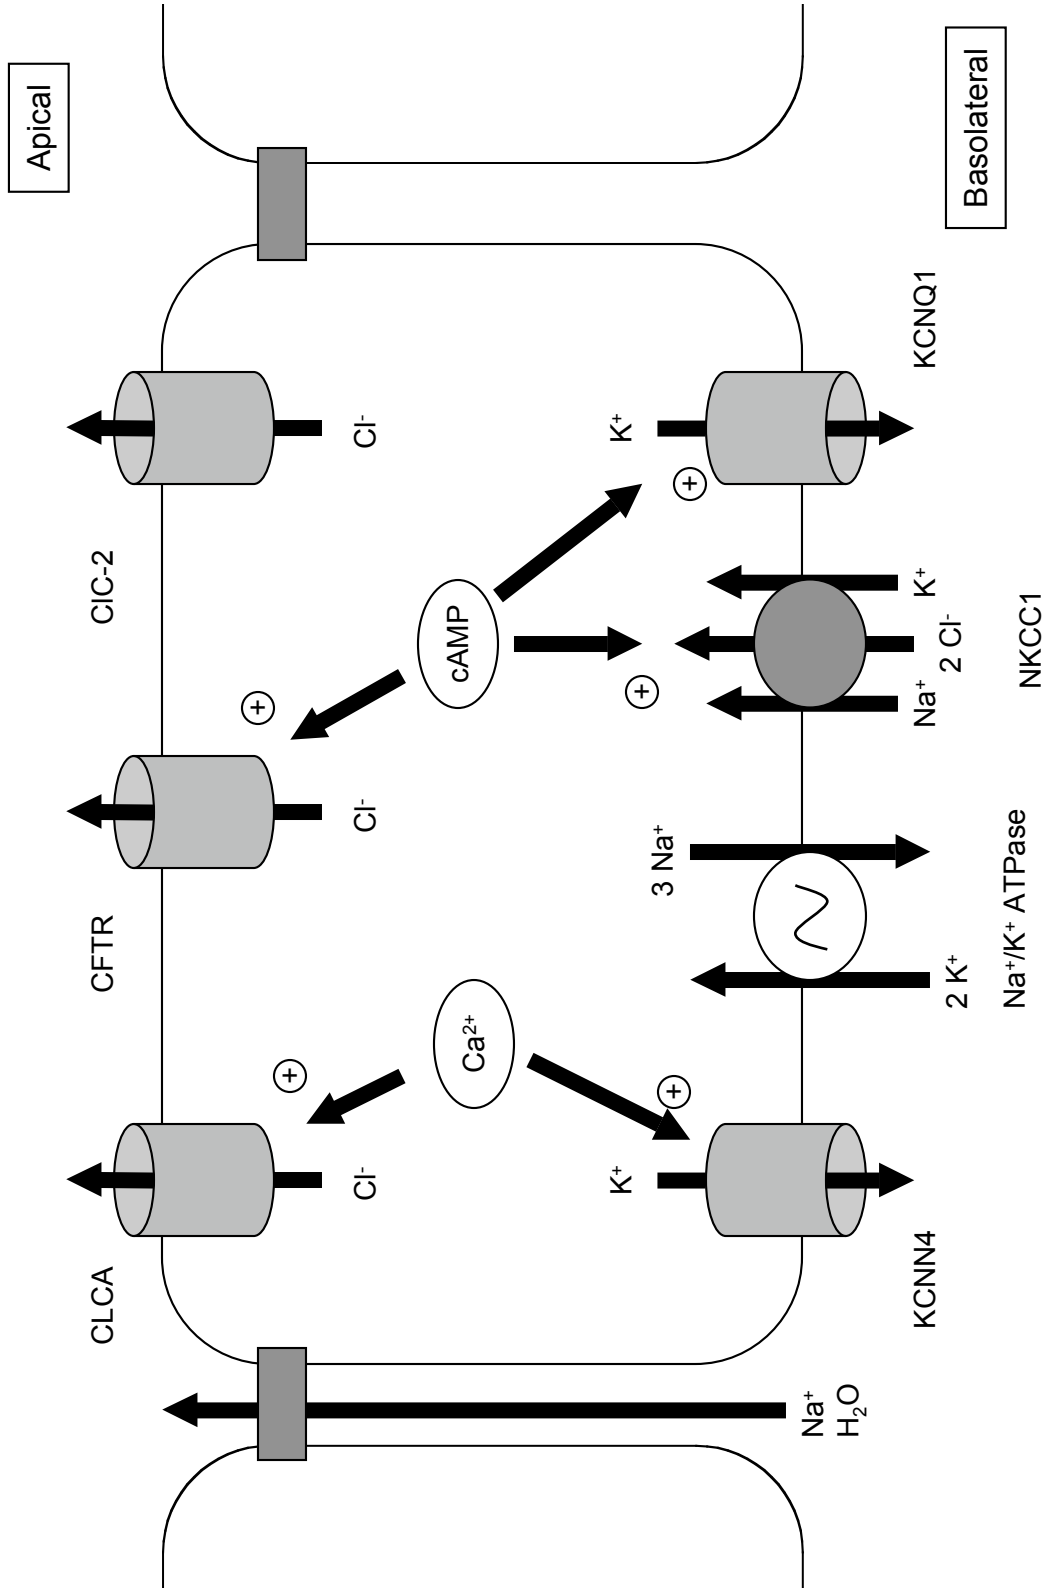 Apical
CLCA
CFTR
ClC-2
Cl⁻
Cl⁻
Cl⁻
+
+
Ca²⁺
cAMP
K⁺
3 Na⁺
K⁺
+
+
+
Na⁺
H₂O
KCNN4
2 K⁺
Na⁺/K⁺ ATPase
Na⁺
2 Cl⁻
K⁺
NKCC1
KCNQ1
Basolateral